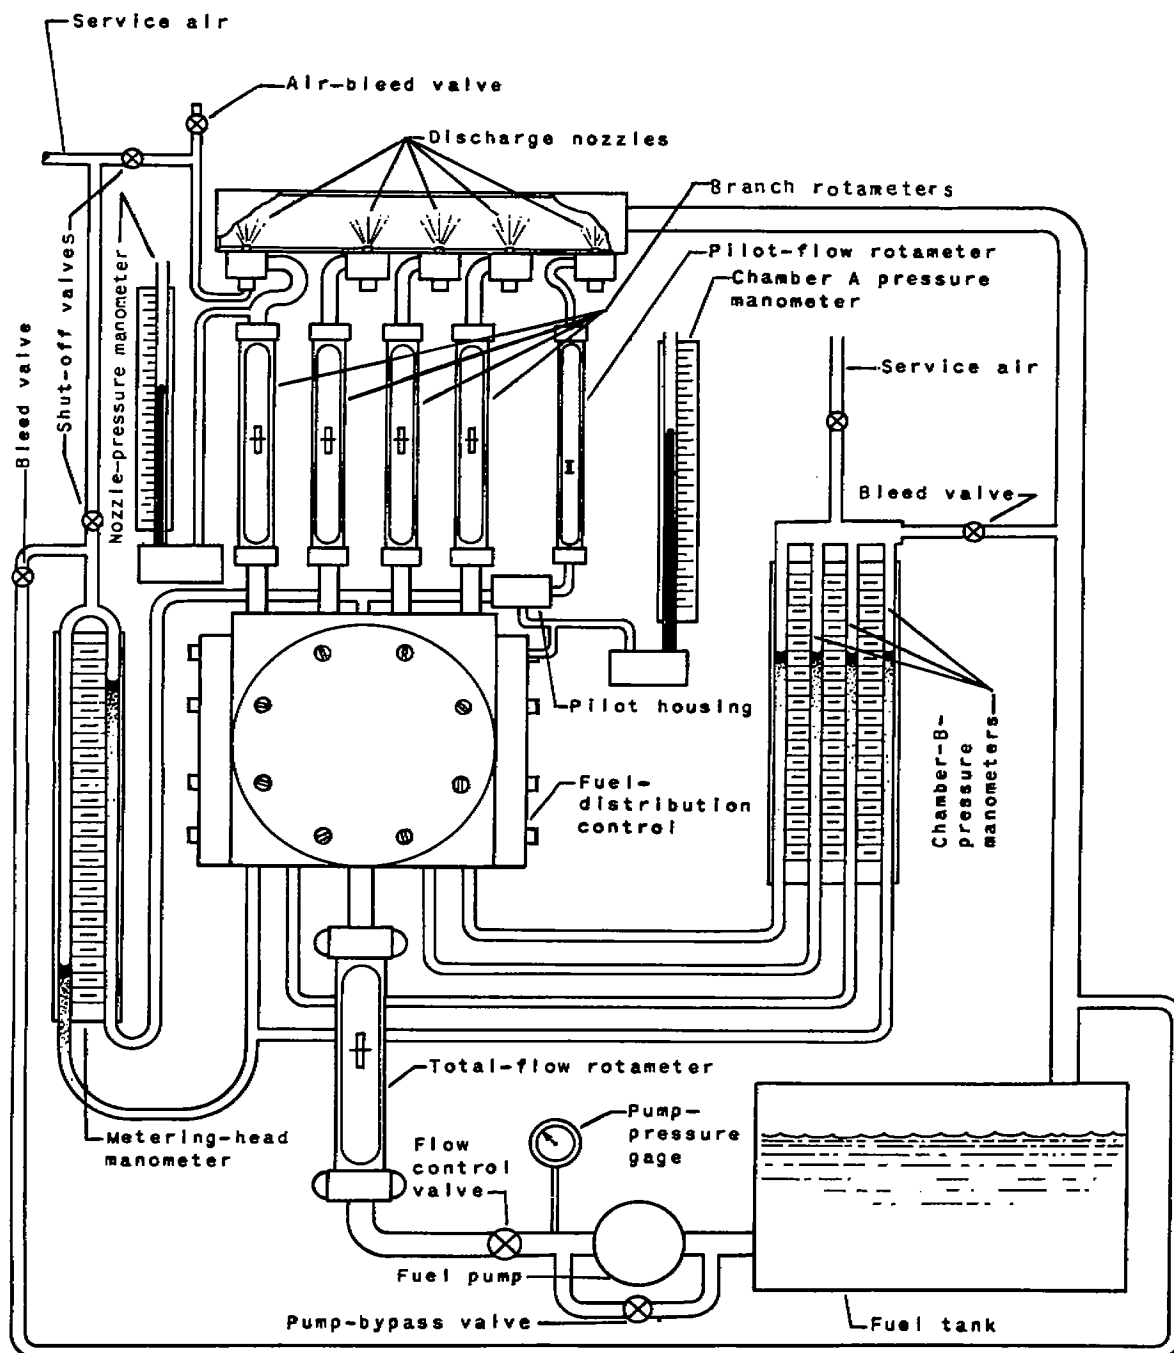 Service air
Air-bleed valve
Discharge nozzles
Branch rotameters
Pilot-flow rotameter
Chamber A pressure
manometer
Service air
Bleed valve
Shut-off valves
Nozzle-pressure manometer
Bleed valve
Pilot housing
Fuel-
distribution
control
Chamber-B-
pressure
manometers
Total-flow rotameter
Metering-head
manometer
Flow
control
valve
Pump-
pressure
gage
Fuel pump
Pump-bypass valve
Fuel tank